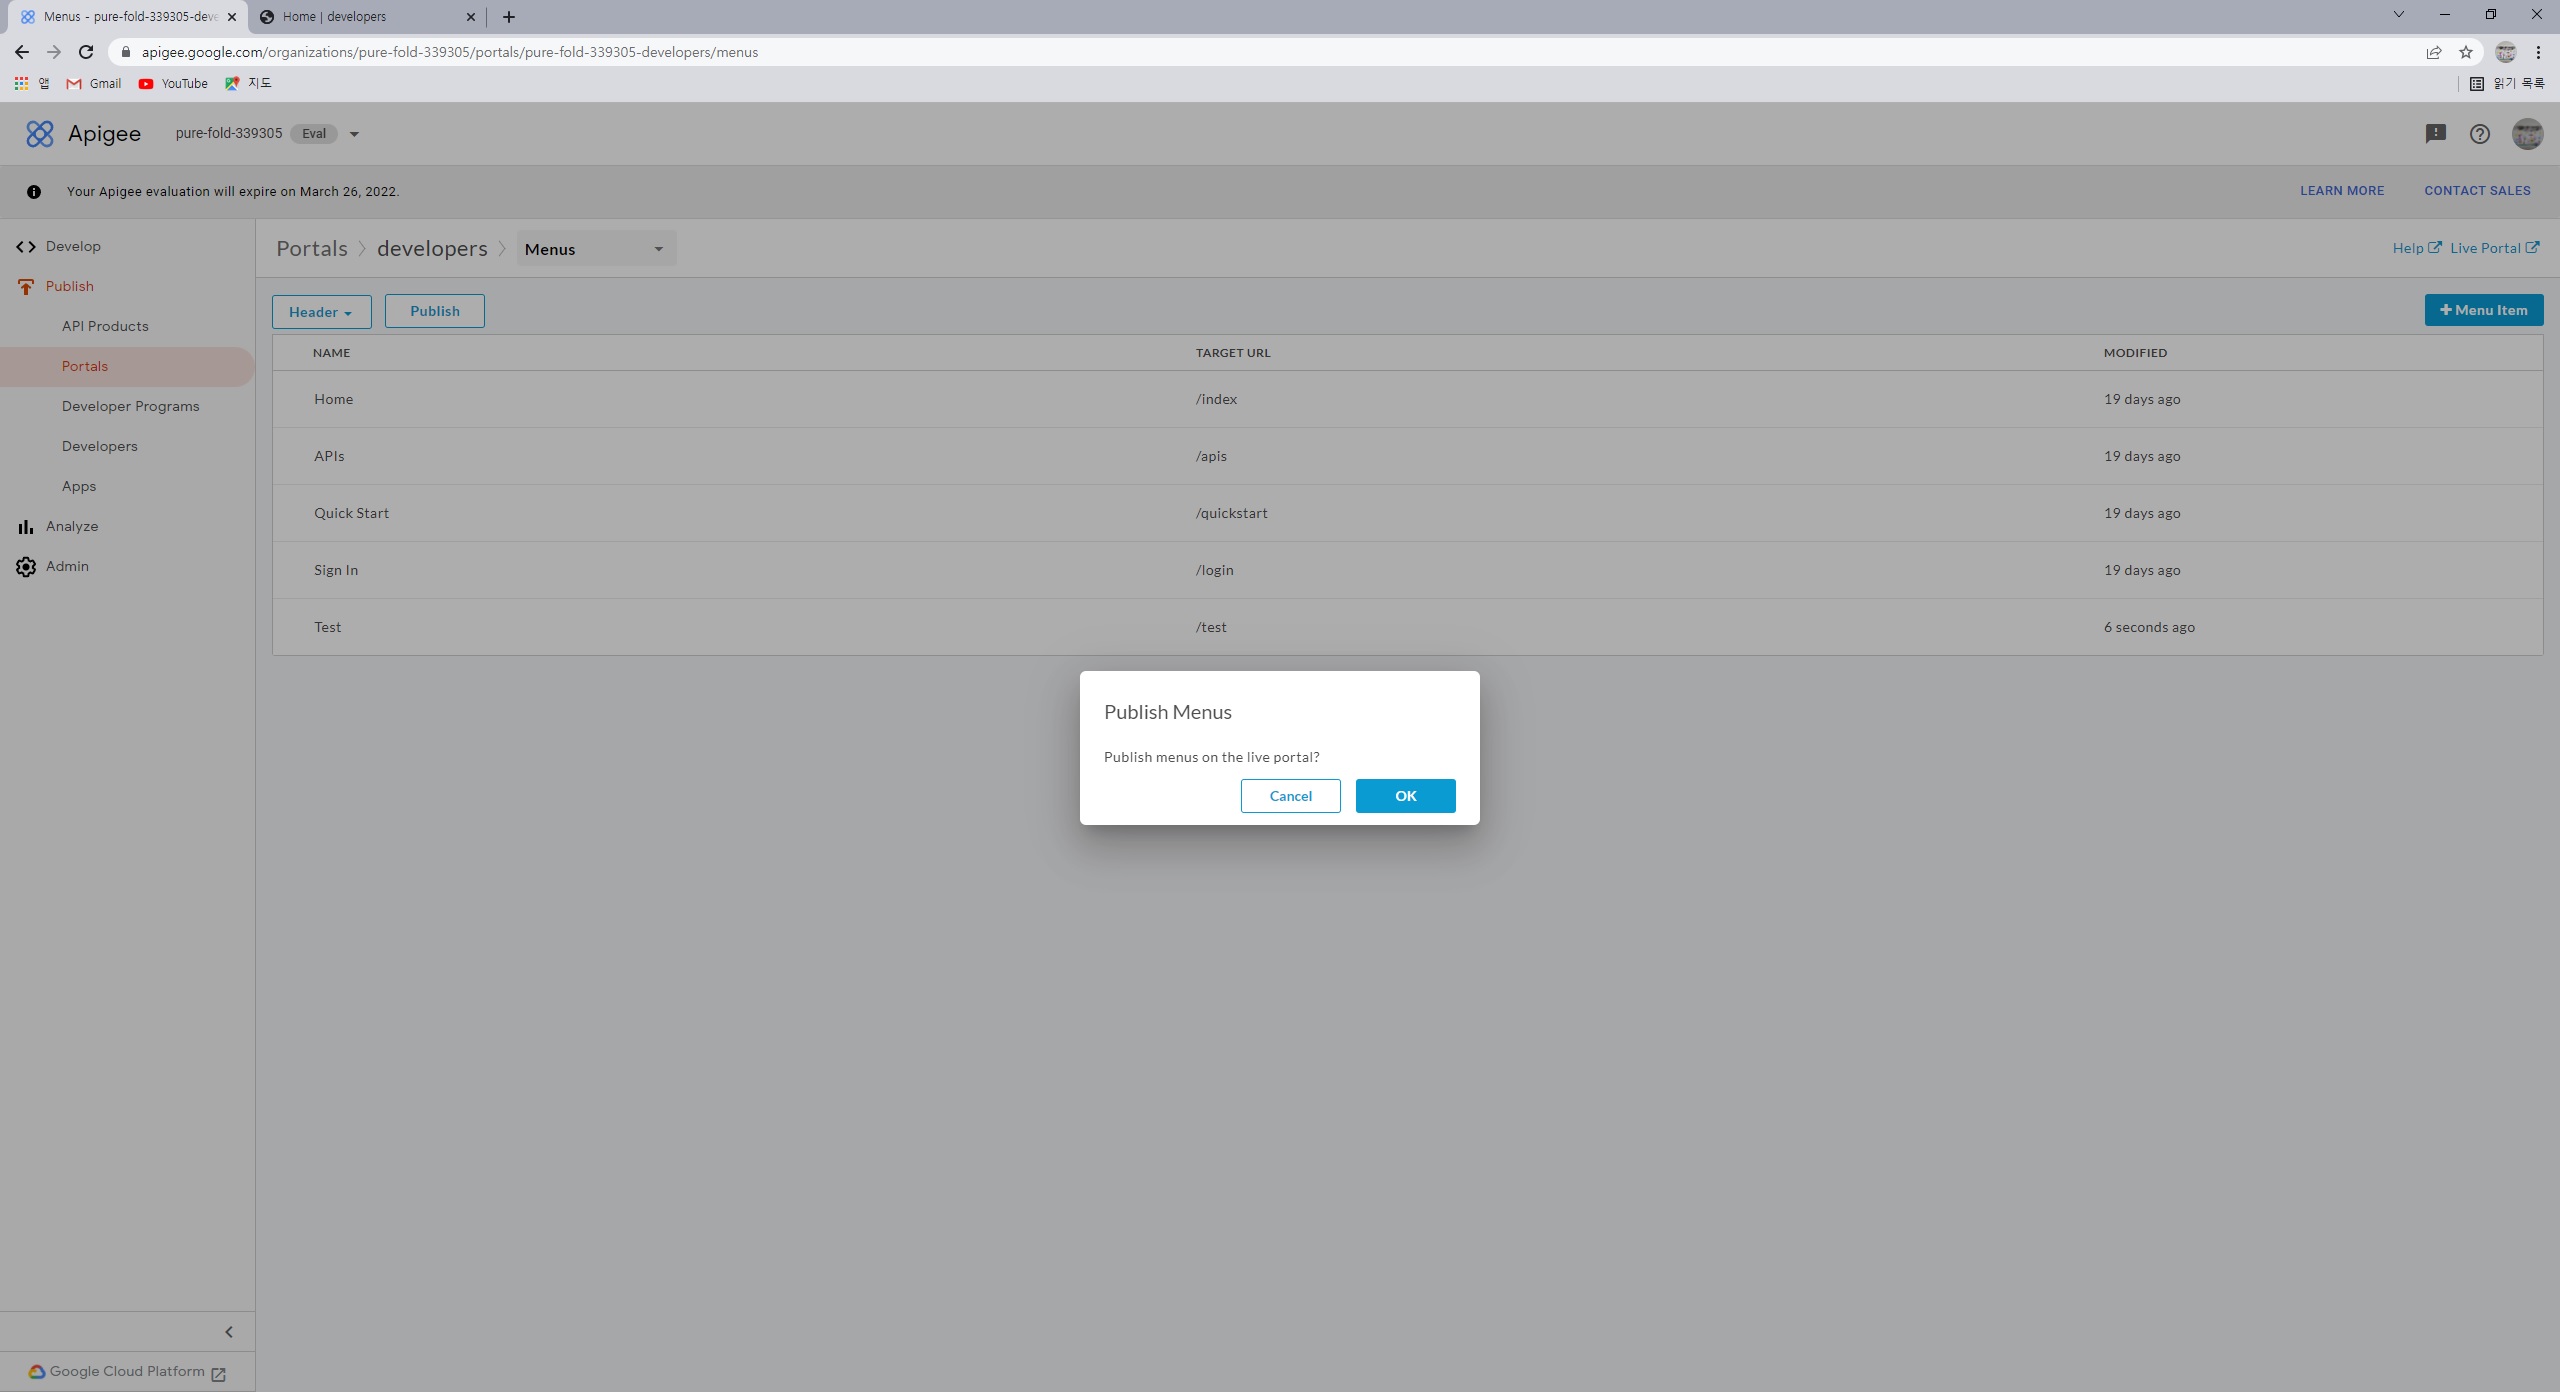 Menus - pure-fold-339305-deve
Home | developers
apigee.google.com/organizations/pure-fold-339305/portals/pure-fold-339305-developers/menus
앱 Gmail YouTube 지도 읽기 목록
Apigee pure-fold-339305 Eval
Your Apigee evaluation will expire on March 26, 2022. LEARN MORE CONTACT SALES
Develop
Publish
API Products
Portals
Developer Programs
Developers
Apps
Analyze
Admin
Google Cloud Platform
Portals developers Menus Help Live Portal
Header Publish Menu Item
NAME TARGET URL MODIFIED
Home /index 19 days ago
APIs /apis 19 days ago
Quick Start /quickstart 19 days ago
Sign In /login 19 days ago
Test /test 6 seconds ago
Publish Menus
Publish menus on the live portal?
Cancel OK